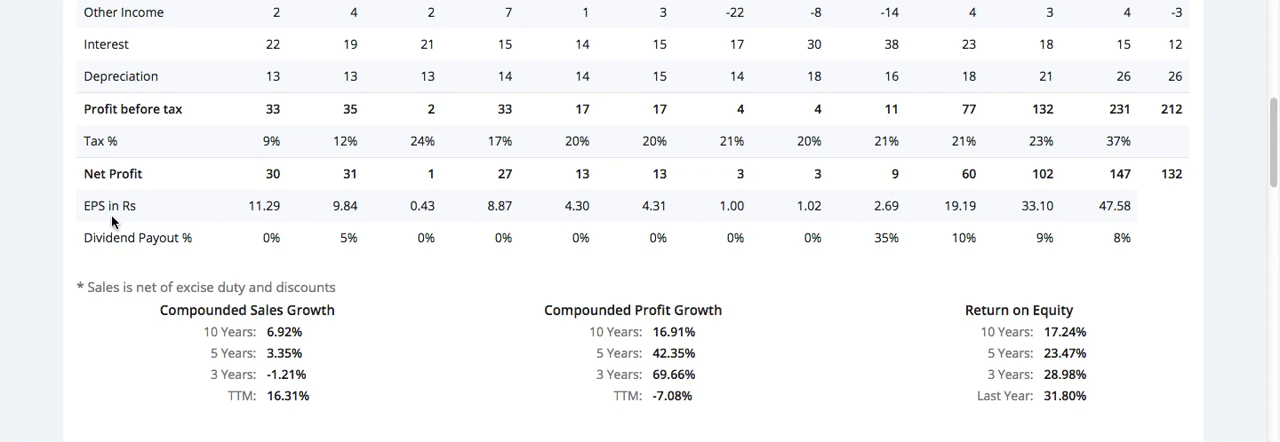 Other Income 2 4 2 7 1 3 -22 -8 -14 4 3 4 -3
Interest 22 19 21 15 14 15 17 30 38 23 18 15 12
Depreciation 13 13 13 14 14 15 14 18 16 18 21 26 26
Profit before tax 33 35 2 33 17 17 4 4 11 77 132 231 212
Tax % 9% 12% 24% 17% 20% 20% 21% 20% 21% 21% 23% 37%
Net Profit 30 31 1 27 13 13 3 3 9 60 102 147 132
EPS in Rs 11.29 9.84 0.43 8.87 4.30 4.31 1.00 1.02 2.69 19.19 33.10 47.58
Dividend Payout % 0% 5% 0% 0% 0% 0% 0% 0% 35% 10% 9% 8%
* Sales is net of excise duty and discounts
Compounded Sales Growth Compounded Profit Growth Return on Equity
10 Years: 6.92% 10 Years: 16.91% 10 Years: 17.24%
5 Years: 3.35% 5 Years: 42.35% 5 Years: 23.47%
3 Years: -1.21% 3 Years: 69.66% 3 Years: 28.98%
TTM: 16.31% TTM: -7.08% Last Year: 31.80%